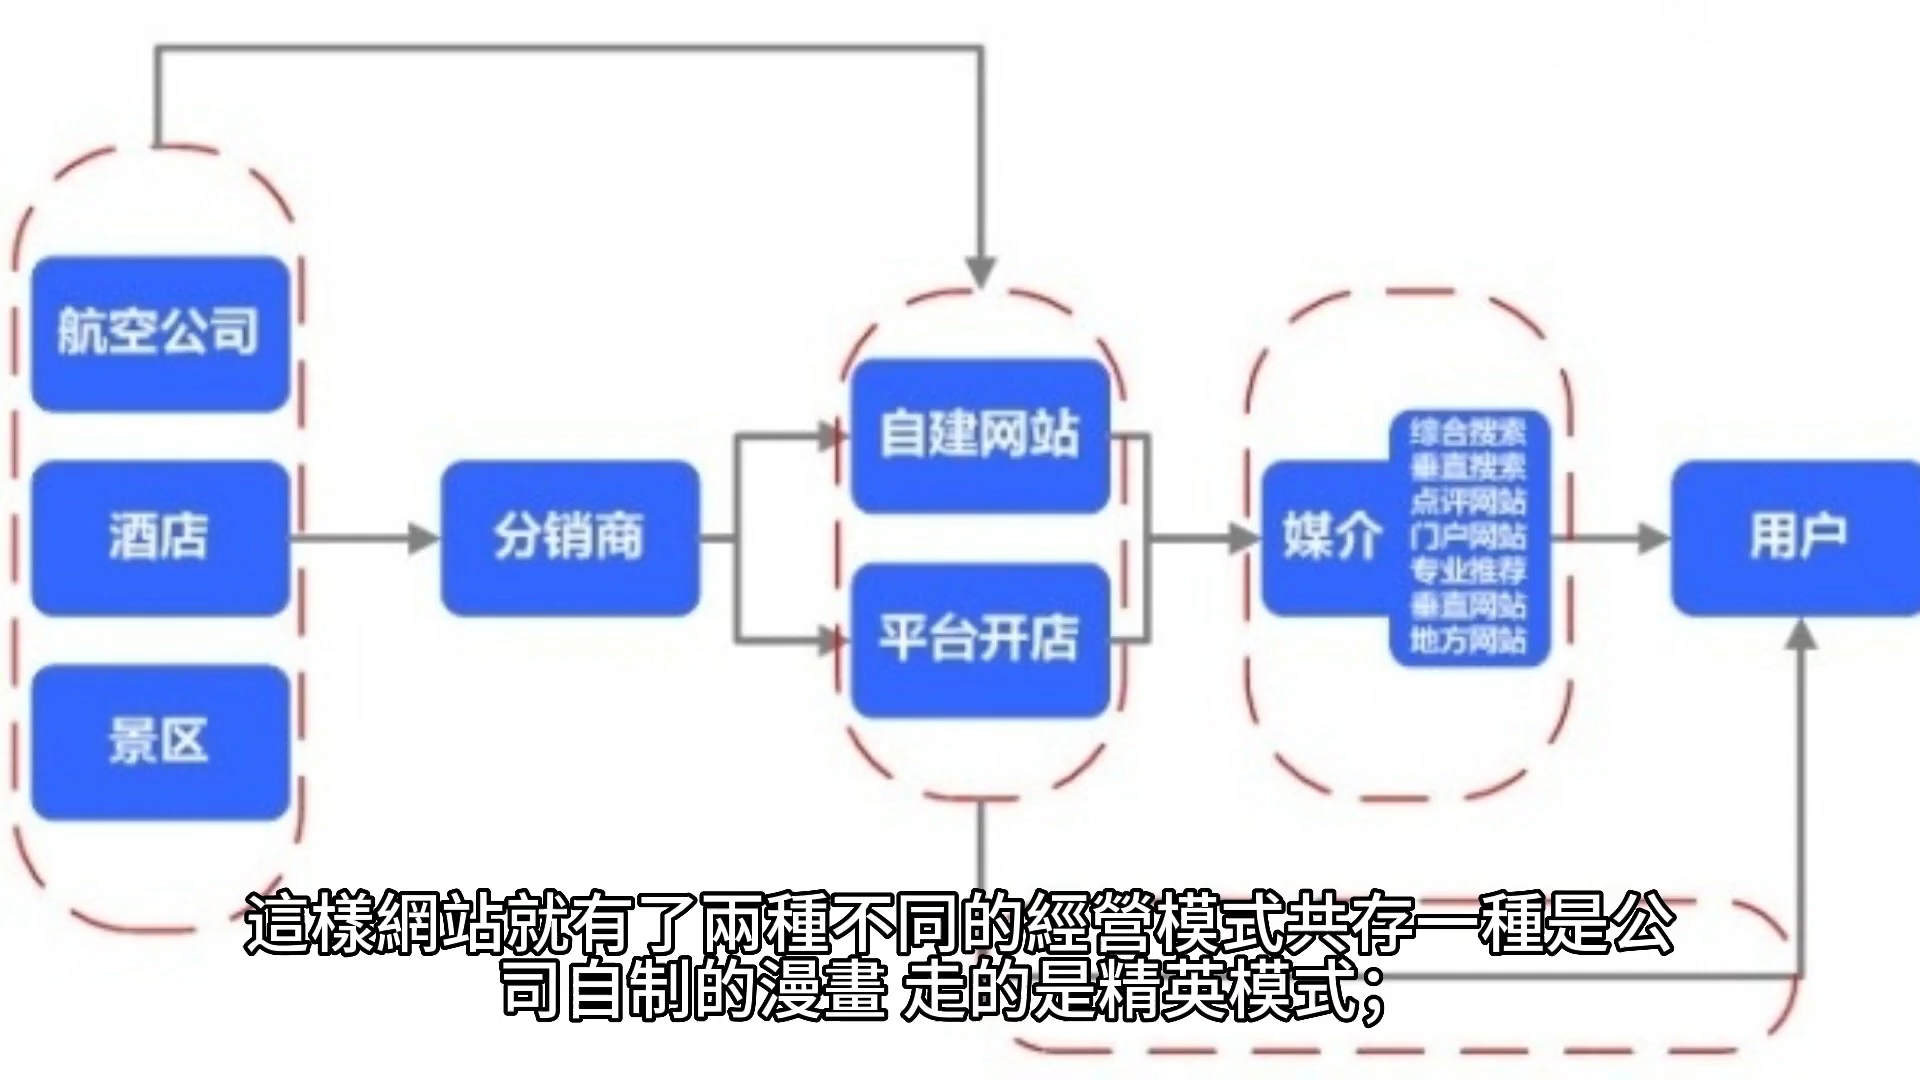 航空公司
酒店
景区
分销商
自建网站
平台开店
媒介
综合搜索
垂直搜索
点评网站
门户网站
专业推荐
垂直网站
地方网站
用户
這樣網站就有了兩種不同的經營模式共存一種是公
司自制的漫畫 走的是精英模式；